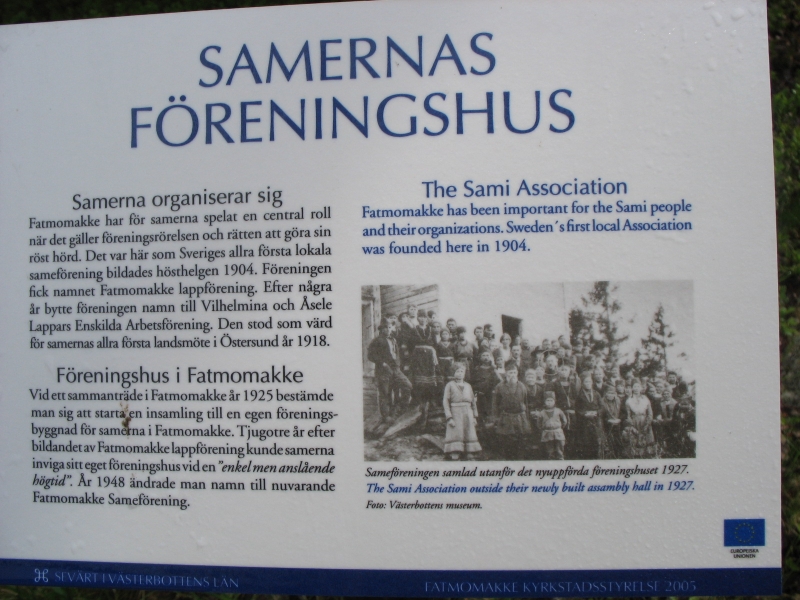 SAMERNAS
FÖRENINGSHUS
Samerna organiserar sig
Fatmomakke har för samerna spelat en central roll
när det gäller föreningsrörelsen och rätten att göra sin
röst hörd. Det var här som Sveriges allra första lokala
sameförening bildades hösthelgen 1904. Föreningen
fick namnet Fatmomakke lappförening. Efter några
år bytte föreningen namn till Vilhelmina och Åsele
Lappars Enskilda Arbetsförening. Den stod som värd
för samernas allra första landsmöte i Östersund år 1918.
Föreningshus i Fatmomakke
Vid ett sammanträde i Fatmomakke år 1925 bestämde
man sig att starta en insamling till en egen förenings-
byggnad för samerna i Fatmomakke. Tjugotre år efter
bildandet av Fatmomakke lappförening kunde samerna
inviga sitt eget föreningshus vid en "enkel men anslående
högtid". År 1948 ändrade man namn till nuvarande
Fatmomakke Sameförening.
The Sami Association
Fatmomakke has been important for the Sami people
and their organizations. Sweden´s first local Association
was founded here in 1904.
Sameföreningen samlad utanför det nyuppförda föreningshuset 1927.
The Sami Association outside their newly built assambly hall in 1927.
Foto: Västerbottens museum.
EUROPEISKA
UNIONEN
⌘ SEVÄRT I VÄSTERBOTTENS LÄN
FATMOMAKKE KYRKSTADSSTYRELSE 2005